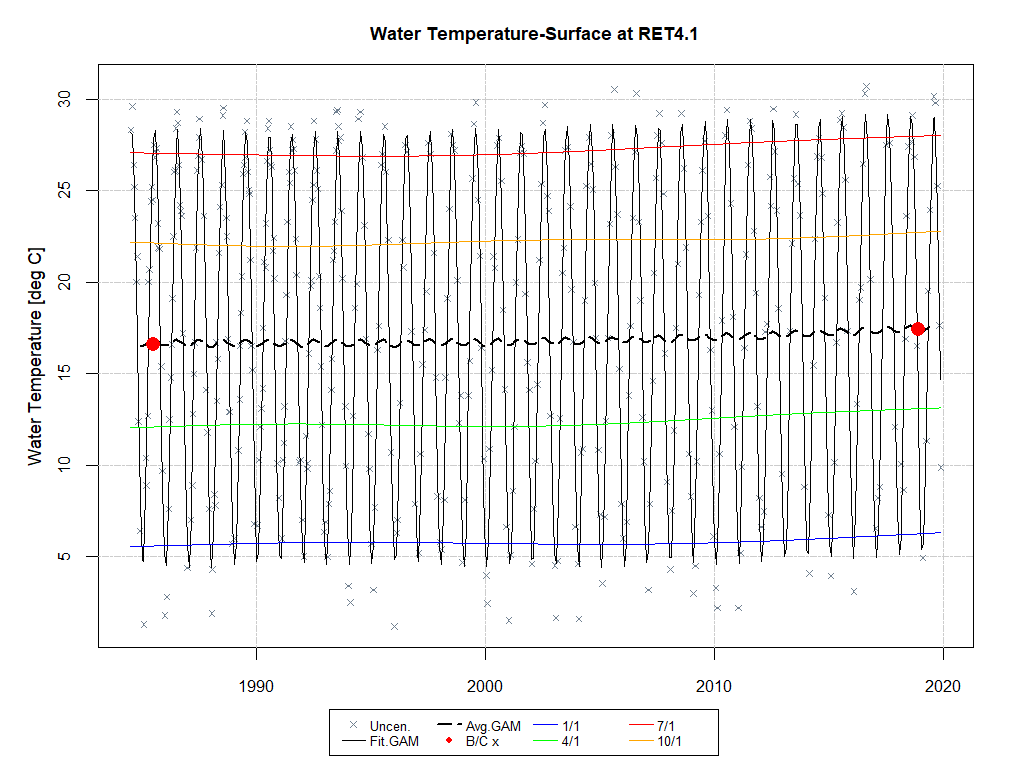 Water Temperature-Surface at RET4.1
Water Temperature [deg C]
30
25
20
15
10
5
1990 2000 2010 2020
Uncen. Avg.GAM 1/1 7/1
Fit.GAM B/C x 4/1 10/1